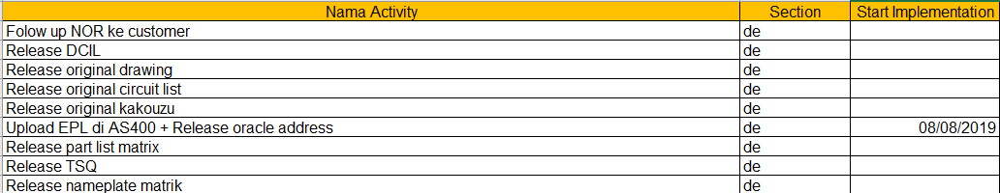 Nama Activity Section Start Implementation
Folow up NOR ke customer de
Release DCIL de
Release original drawing de
Release original circuit list de
Release original kakouzu de
Upload EPL di AS400 + Release oracle address de 08/08/2019
Release part list matrix de
Release TSQ de
Release nameplate matrik de